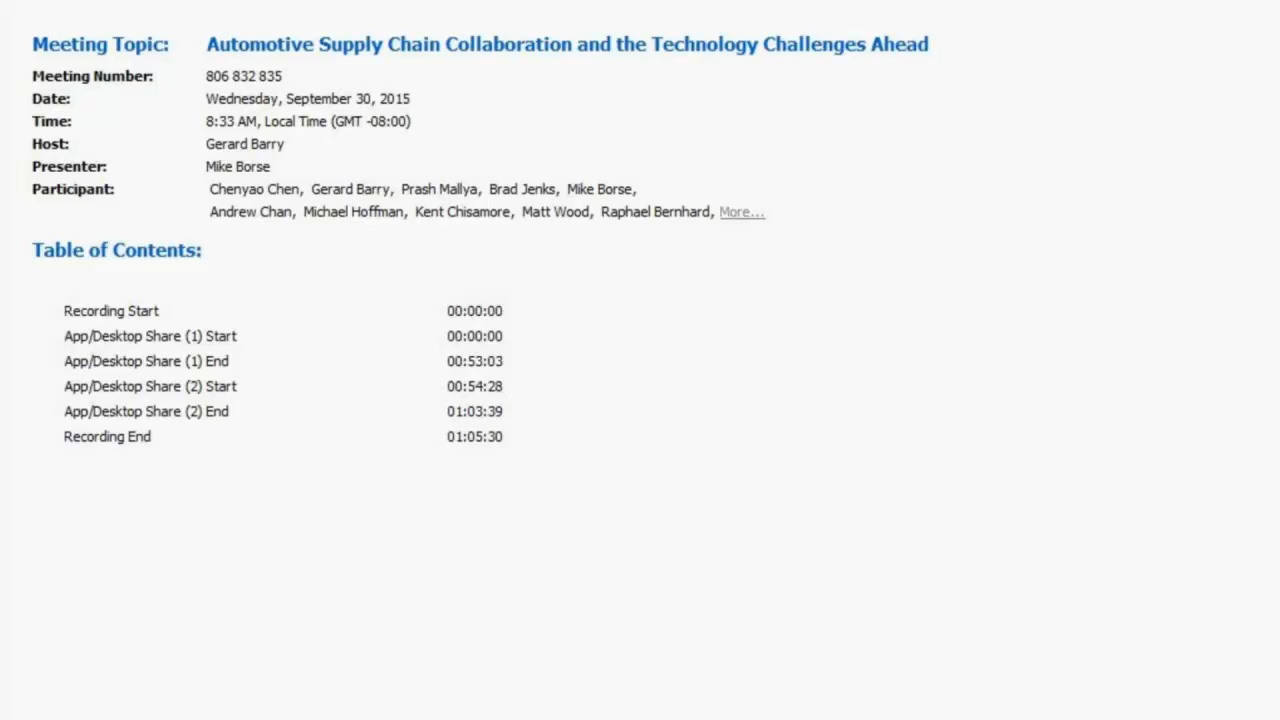 Meeting Topic: Automotive Supply Chain Collaboration and the Technology Challenges Ahead
Meeting Number: 806 832 835
Date: Wednesday, September 30, 2015
Time: 8:33 AM, Local Time (GMT -08:00)
Host: Gerard Barry
Presenter: Mike Borse
Participant: Chenyao Chen, Gerard Barry, Prash Mallya, Brad Jenks, Mike Borse,
Andrew Chan, Michael Hoffman, Kent Chisamore, Matt Wood, Raphael Bernhard, More...
Table of Contents:
Recording Start 00:00:00
App/Desktop Share (1) Start 00:00:00
App/Desktop Share (1) End 00:53:03
App/Desktop Share (2) Start 00:54:28
App/Desktop Share (2) End 01:03:39
Recording End 01:05:30